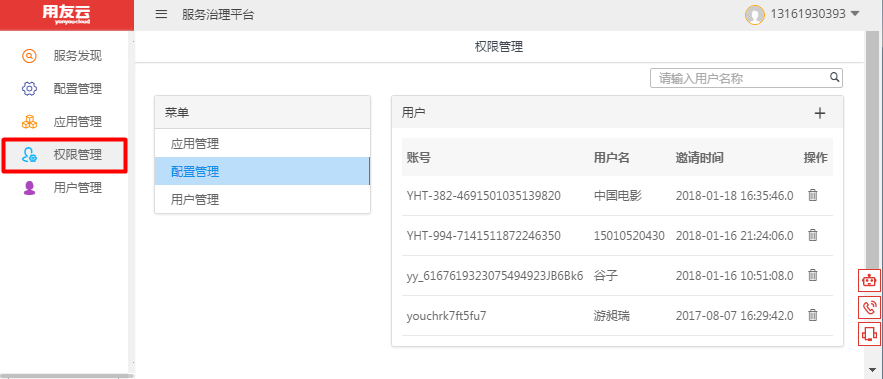 用友云
yonyoucloud
服务治理平台
13161930393
服务发现
配置管理
应用管理
权限管理
用户管理
权限管理
请输入用户名称
菜单
应用管理
配置管理
用户管理
用户
账号 用户名 邀请时间 操作
YHT-382-4691501035139820 中国电影 2018-01-18 16:35:46.0
YHT-994-7141511872246350 15010520430 2018-01-16 21:24:06.0
yy_6167619323075494923JB6Bk6 谷子 2018-01-16 10:51:08.0
youchrk7ft5fu7 游昶瑞 2017-08-07 16:29:42.0